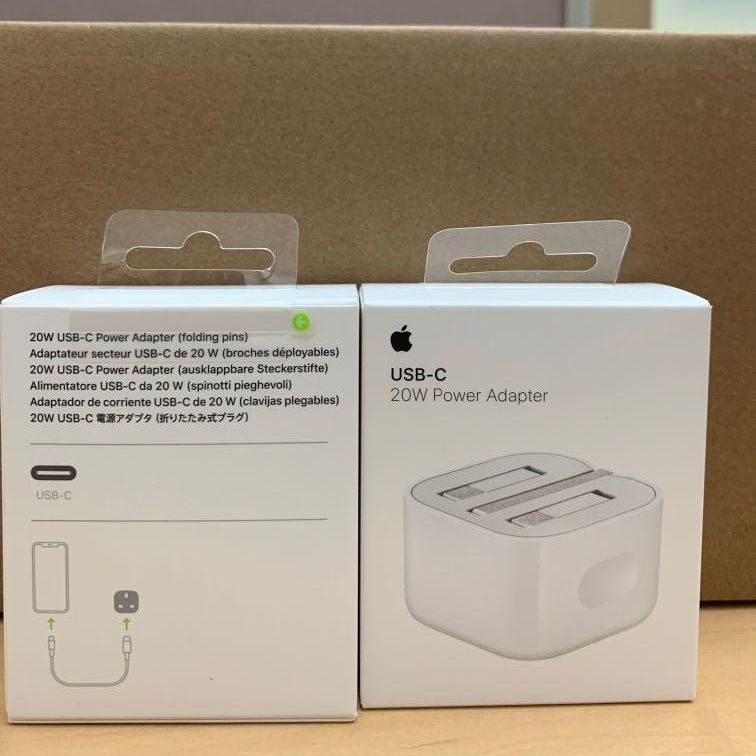 20W USB-C Power Adapter (folding pins)
Adaptateur secteur USB-C de 20 W (broches déployables)
20W USB-C Power Adapter (ausklappbare Steckerstifte)
Alimentatore USB-C da 20 W (spinotti pieghevoli)
Adaptador de corriente USB-C de 20 W (clavijas plegables)
20W USB-C 電源アダプタ (折りたたみ式プラグ)
USB-C
USB-C
20W Power Adapter